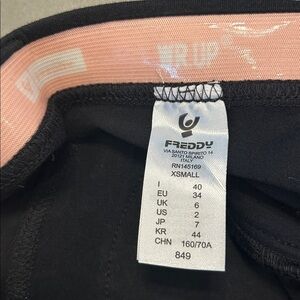 WR.UP
FREDDY
VIA SANTO SPIRITO 14
20121 MILANO
ITALY
RN145169
XSMALL
I 40
EU 34
UK 6
US 2
JP 7
KR 44
CHN 160/70A
849